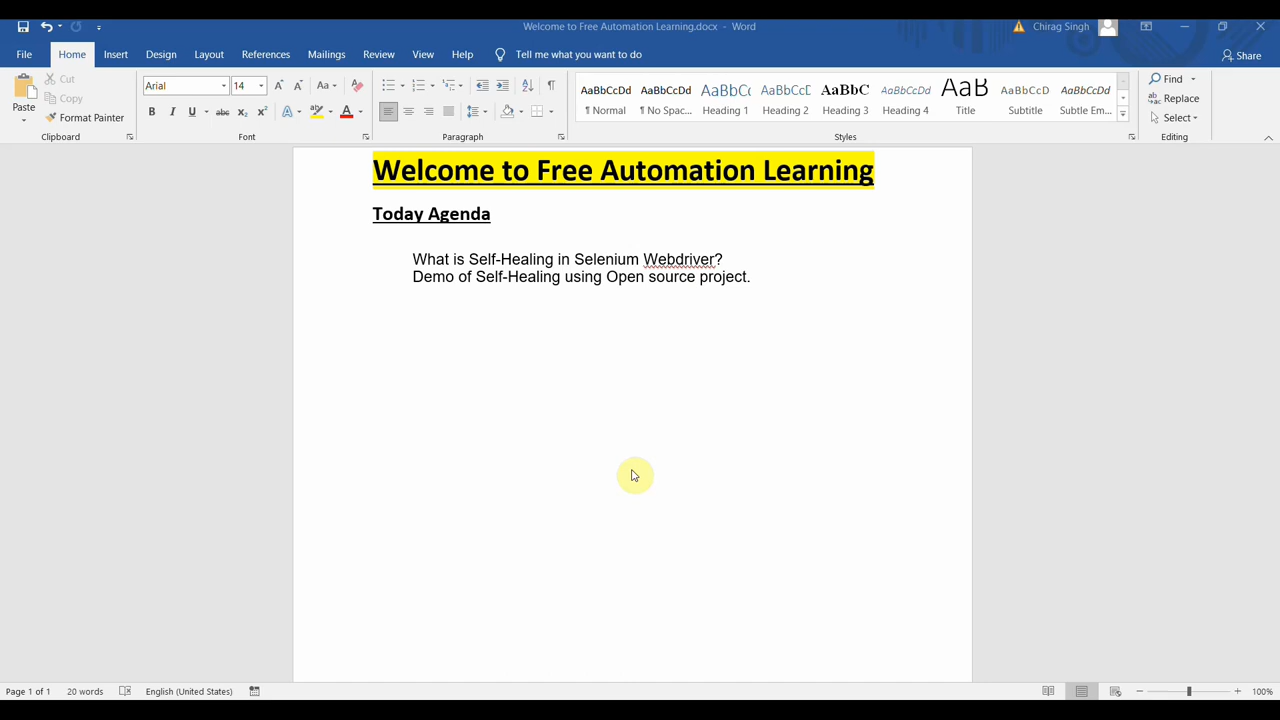 Welcome to Free Automation Learning.docx - Word
Chirag Singh
File Home Insert Design Layout References Mailings Review View Help Tell me what you want to do Share
Paste
Cut
Copy
Format Painter
Clipboard
Arial 14
Aa
B I U abc X₂ X² A A
Font
Paragraph
AaBbCcDd AaBbCcDd AaBbCc AaBbCcD AaBbC AaBbCcDd AaB AaBbCcD AaBbCcDd
¶ Normal ¶ No Spac... Heading 1 Heading 2 Heading 3 Heading 4 Title Subtitle Subtle Em...
Styles
Find
Replace
Select
Editing
Welcome to Free Automation Learning
Today Agenda
What is Self-Healing in Selenium Webdriver?
Demo of Self-Healing using Open source project.
Page 1 of 1 20 words English (United States) 100%